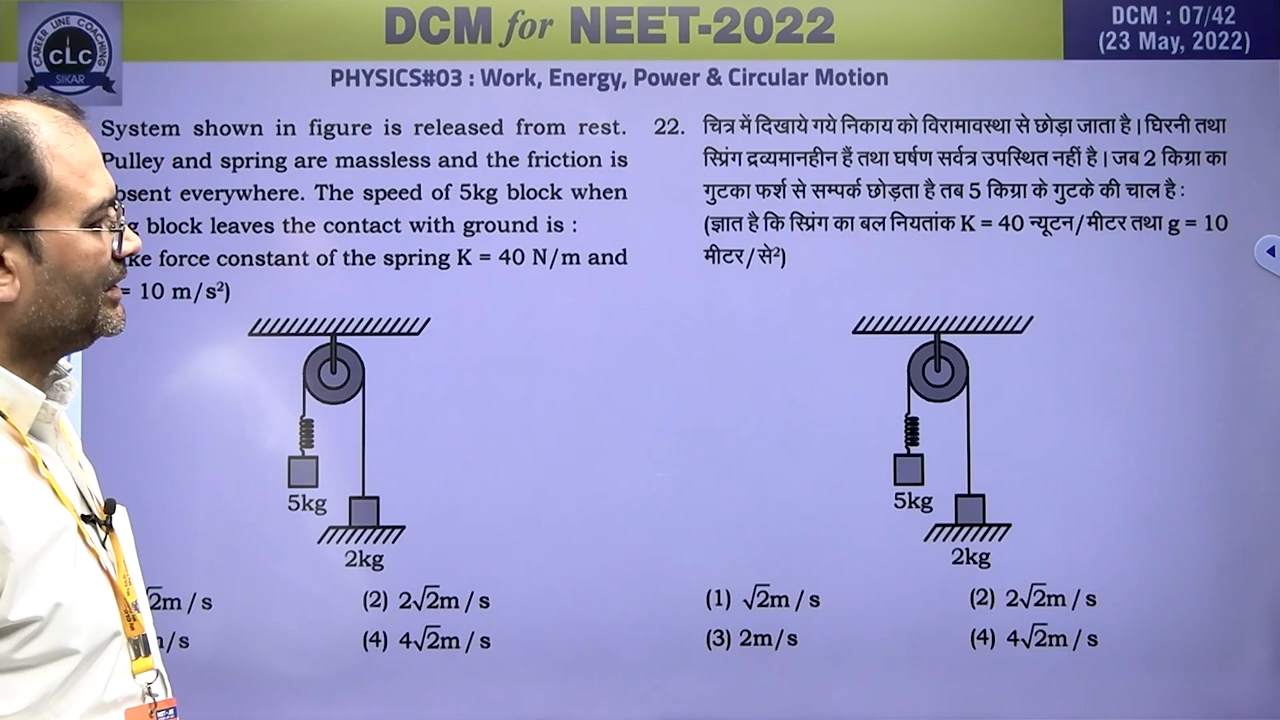 DCM for NEET-2022
DCM : 07/42
(23 May, 2022)
CAREER LINE COACHING
CLC
SIKAR
PHYSICS#03 : Work, Energy, Power & Circular Motion
System shown in figure is released from rest.
Pulley and spring are massless and the friction is
everywhere. The speed of 5kg block when
block leaves the contact with ground is :
force constant of the spring K = 40 N/m and
= 10 m/s²)
5kg
2kg
2m / s
(2) 2√2m / s
/s
(4) 4√2m / s
22. चित्र में दिखाये गये निकाय को विरामावस्था से छोड़ा जाता है। घिरनी तथा
स्प्रिंग द्रव्यमानहीन हैं तथा घर्षण सर्वत्र उपस्थित नहीं है। जब 2 किग्रा का
गुटका फर्श से सम्पर्क छोड़ता है तब 5 किग्रा के गुटके की चाल है :
(ज्ञात है कि स्प्रिंग का बल नियतांक K = 40 न्यूटन/मीटर तथा g = 10
मीटर/से²)
5kg
2kg
(1) √2m / s
(2) 2√2m / s
(3) 2m/s
(4) 4√2m / s